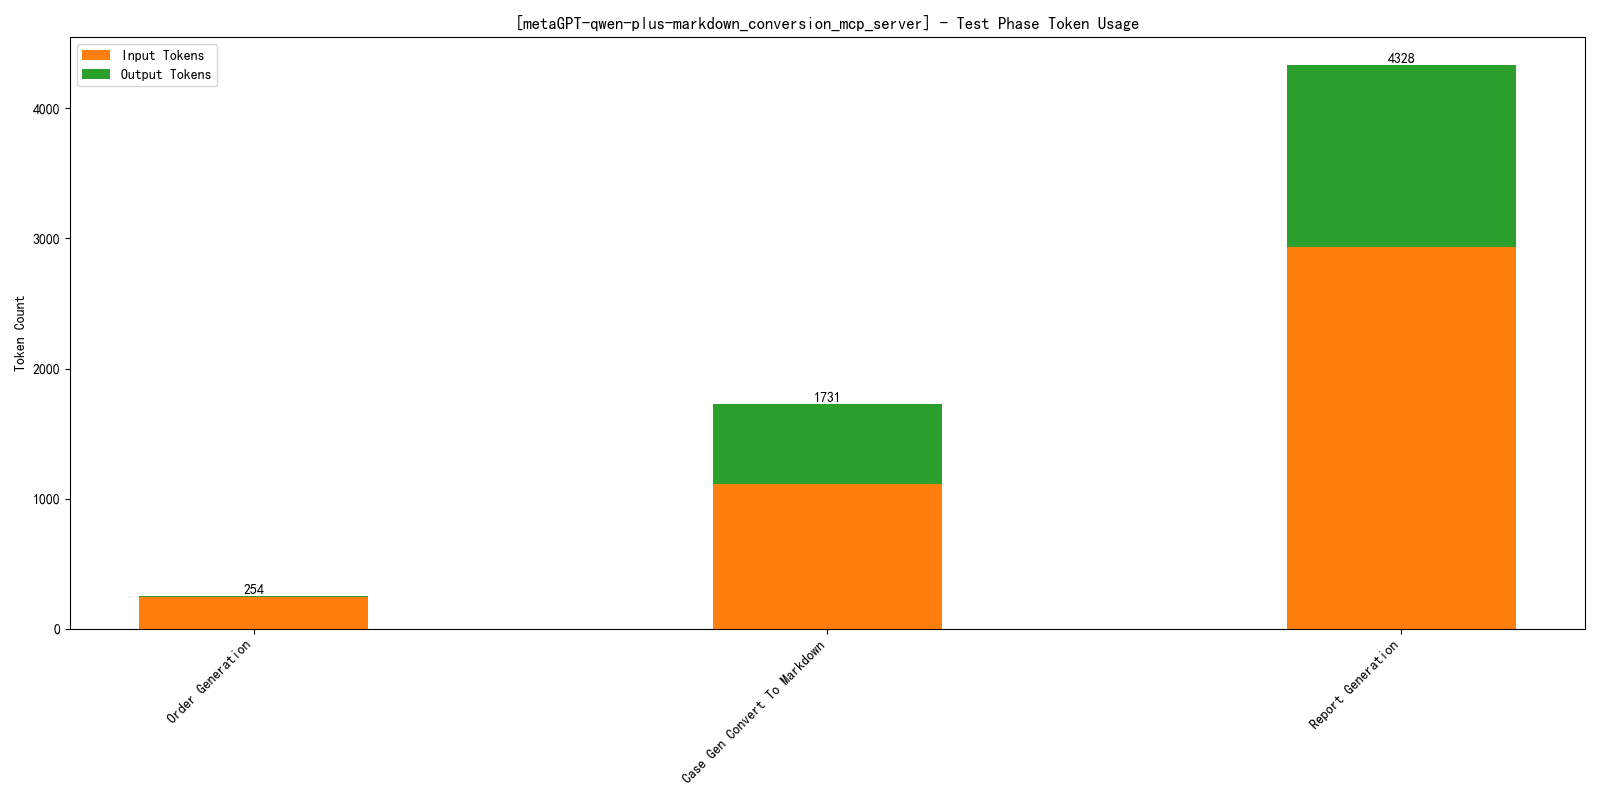 [metaGPT-qwen-plus-markdown_conversion_mcp_server] - Test Phase Token Usage
Input Tokens
Output Tokens
4328
1731
254
4000
3000
2000
1000
0
Token Count
Order Generation
Case Gen Convert To Markdown
Report Generation